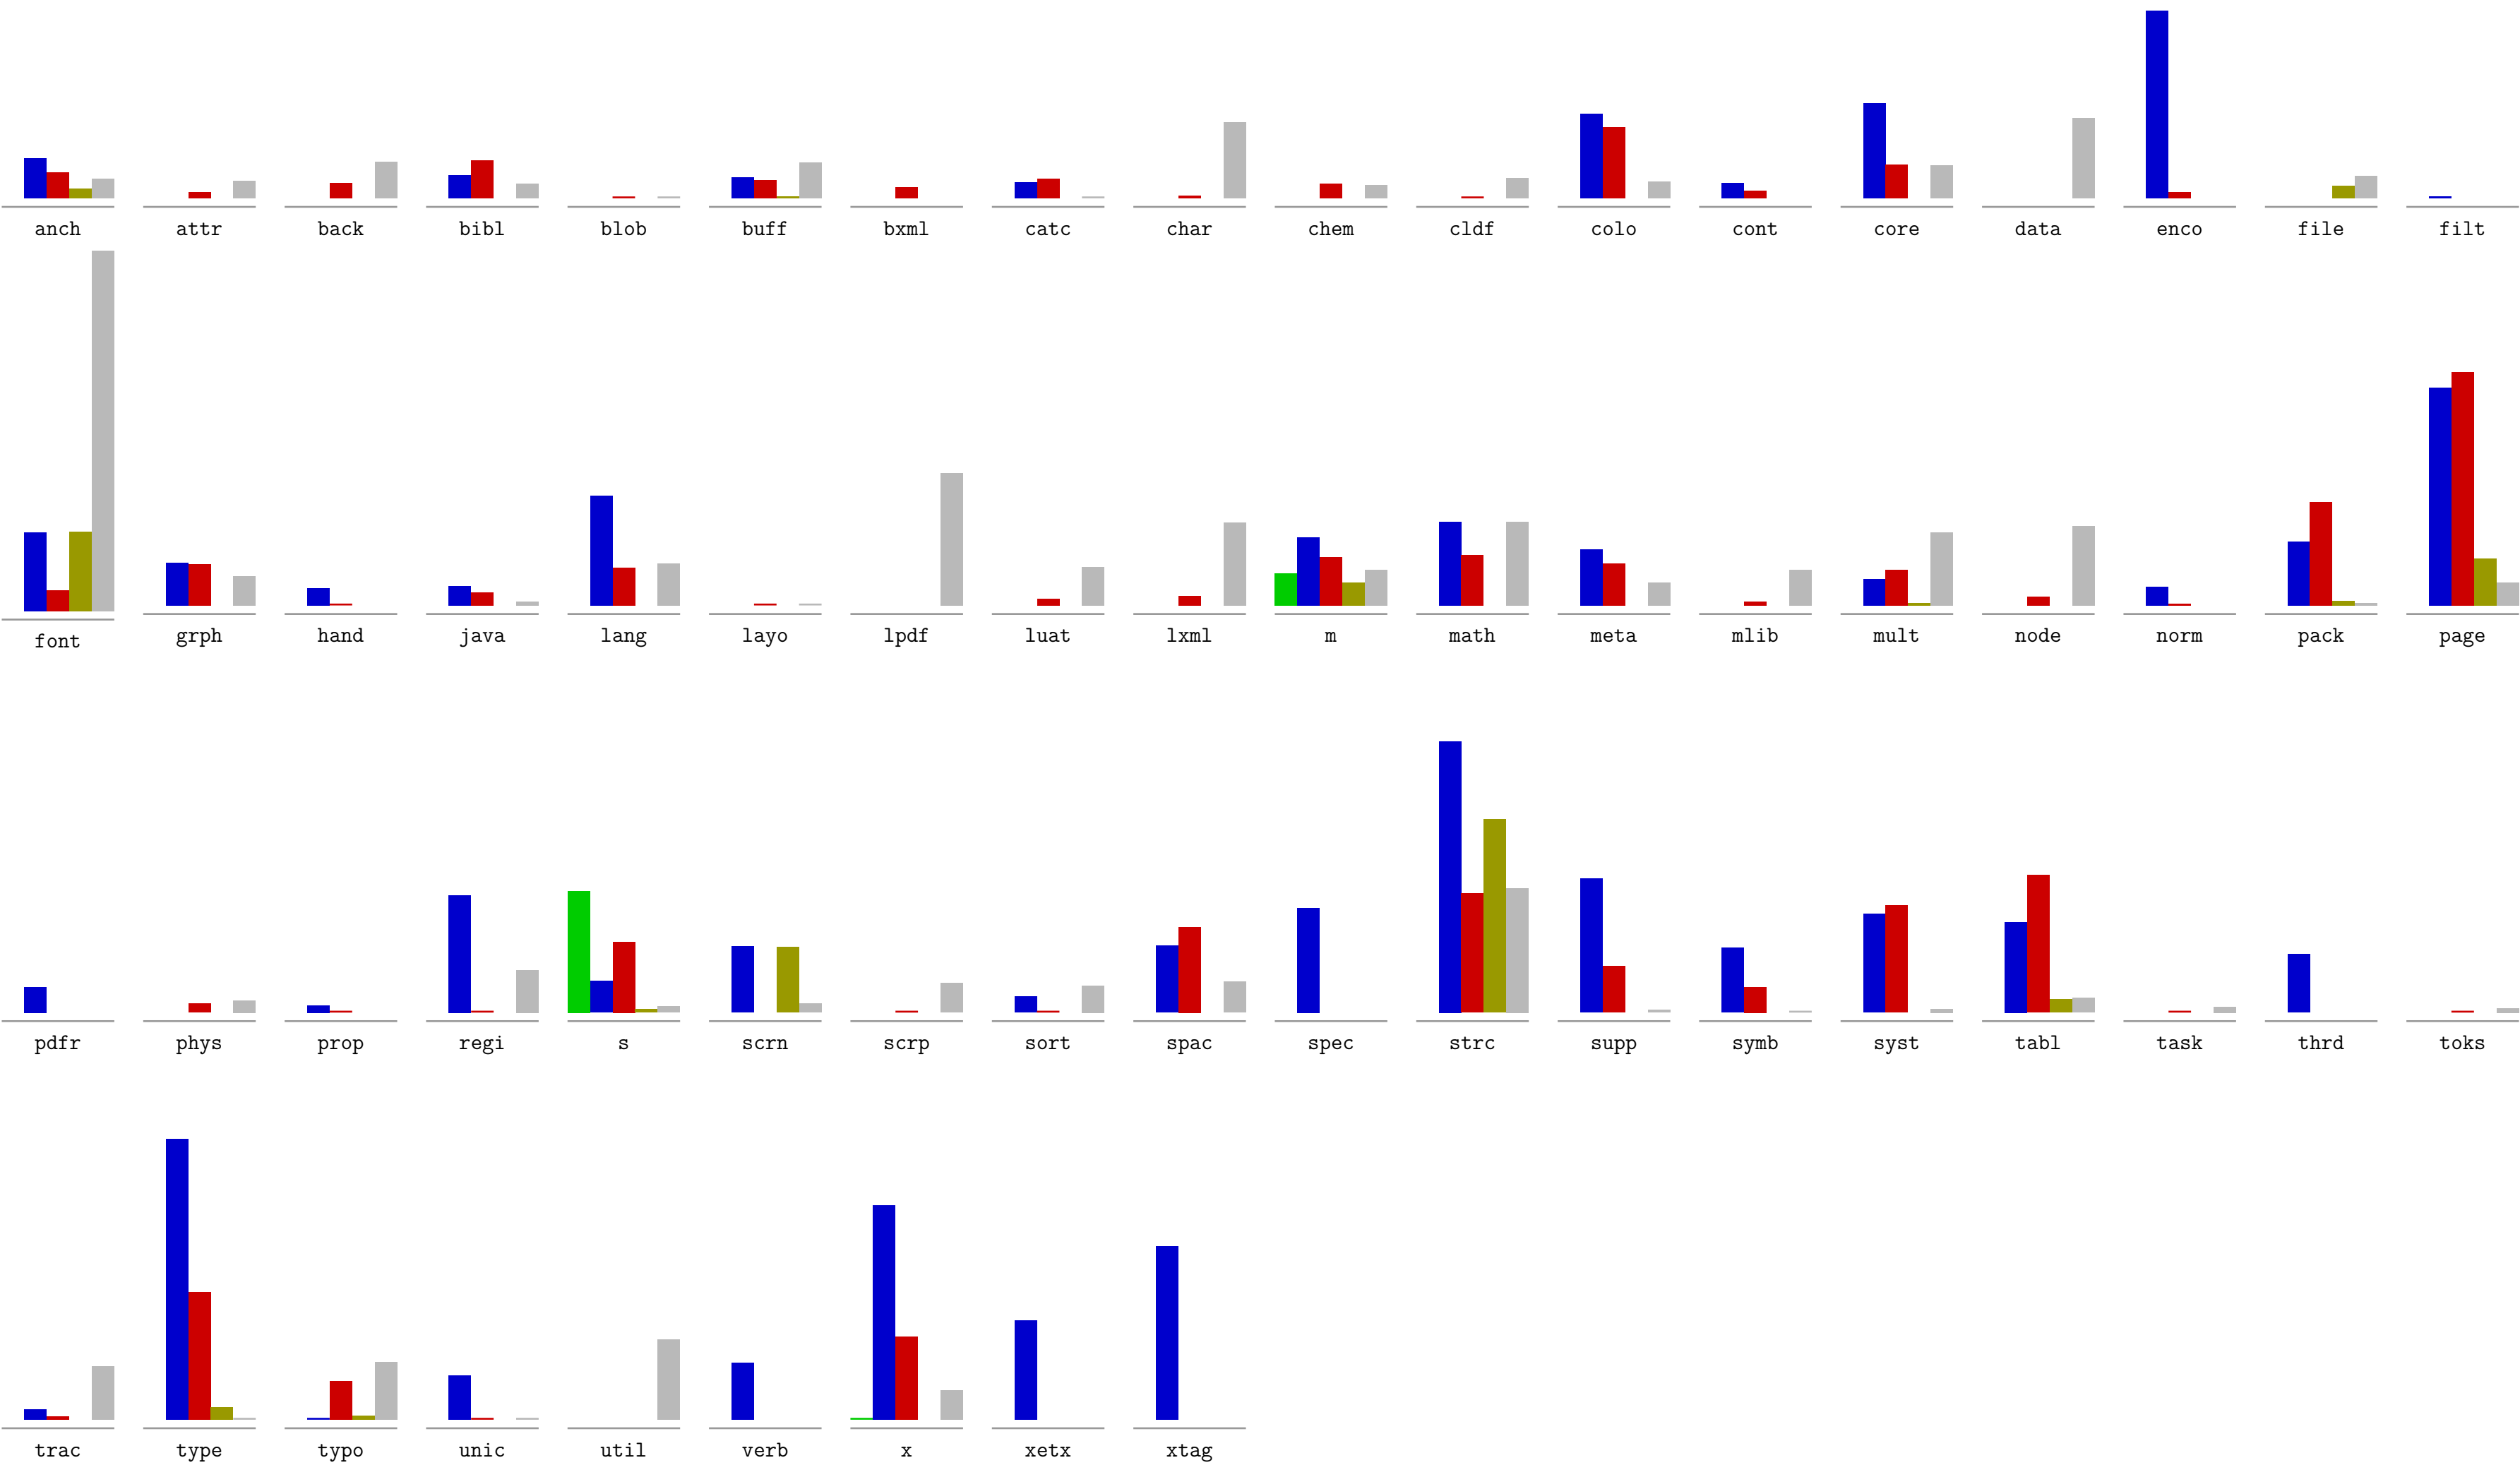 anch attr back bibl blob buff bxml catc char chem cldf colo cont core data enco file filt
font grph hand java lang layo lpdf luat lxml m math meta mlib mult node norm pack page
pdfr phys prop regi s scrn scrp sort spac spec strc supp symb syst tabl task thrd toks
trac type typo unic util verb x xetx xtag